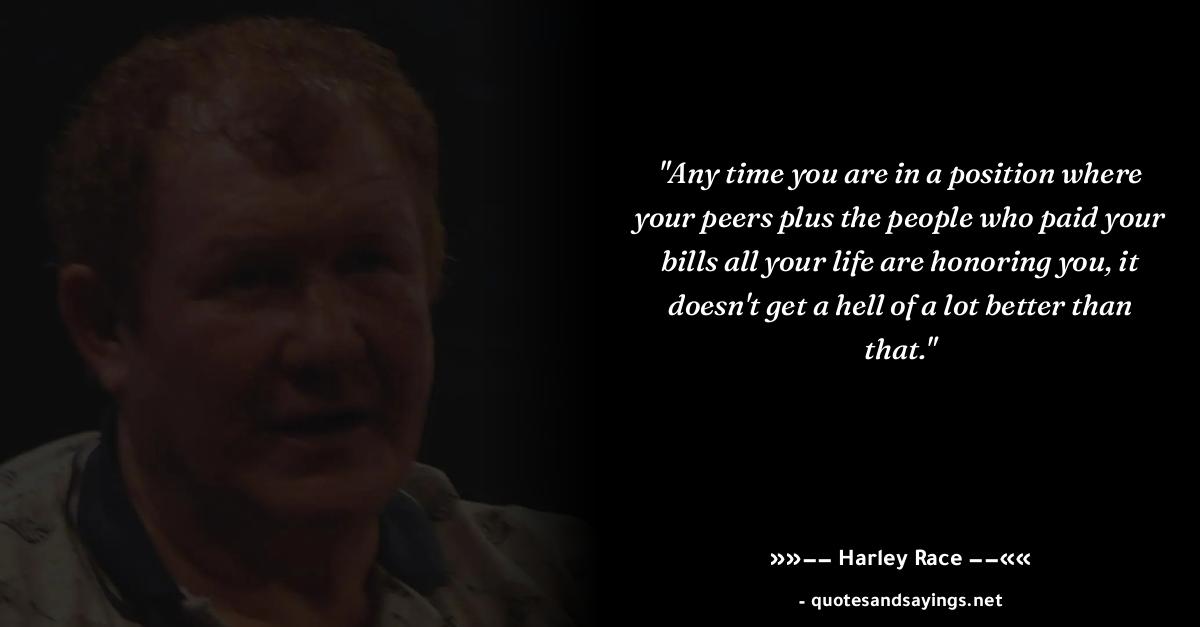 "Any time you are in a position where
your peers plus the people who paid your
bills all your life are honoring you, it
doesn't get a hell of a lot better than
that."
»»−− Harley Race −−««
- quotesandsayings.net